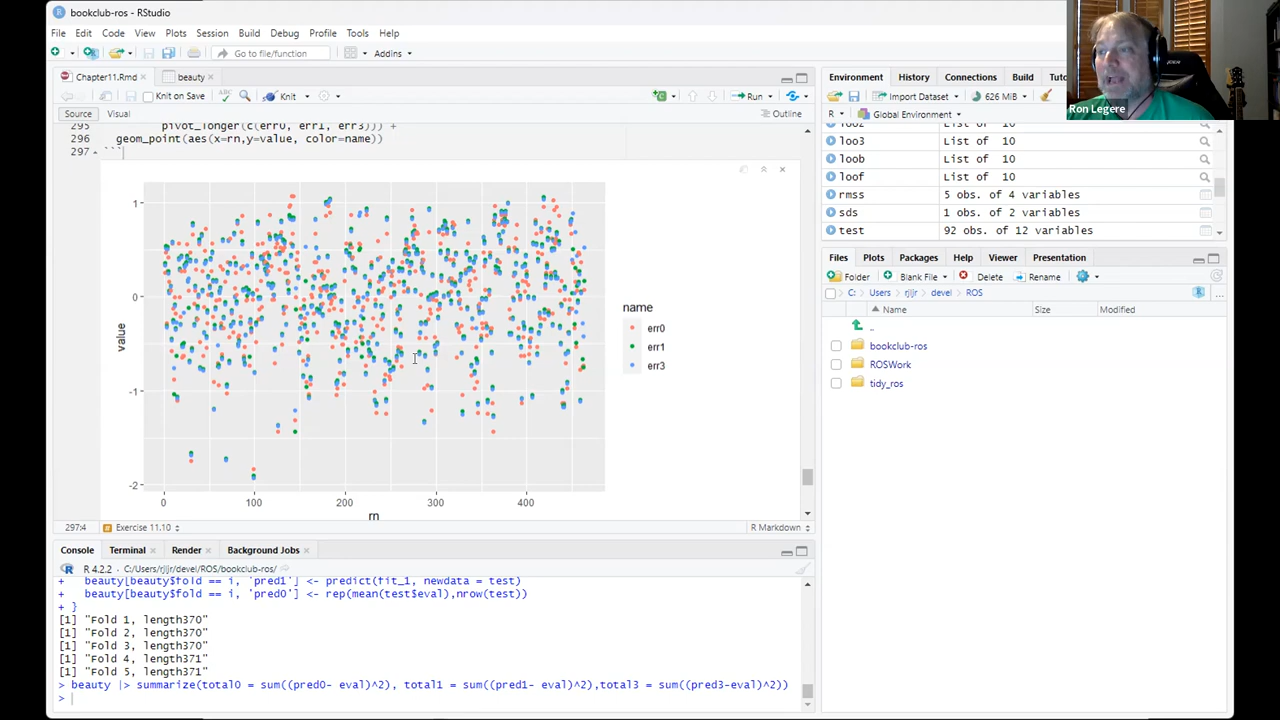 bookclub-ros - RStudio
File Edit Code View Plots Session Build Debug Profile Tools Help
Go to file/function
Addins
Chapter11.Rmd
beauty
Knit on Save
Knit
Run
Source Visual
Outline
295 pivot_longer(c(err0, err1, err3))) +
296 geom_point(aes(x=rn,y=value, color=name))
297 ```
1
0
-1
-2
value
0 100 200 300 400
rn
name
err0
err1
err3
297:4
Exercise 11.10
R Markdown
Console Terminal Render Background Jobs
R 4.2.2 · C:/Users/rjljr/devel/ROS/bookclub-ros/
+ beauty[beauty$fold == i, 'pred1'] <- predict(fit_1, newdata = test)
+ beauty[beauty$fold == i, 'pred0'] <- rep(mean(test$eval),nrow(test))
+ }
[1] "Fold 1, length370"
[1] "Fold 2, length370"
[1] "Fold 3, length370"
[1] "Fold 4, length371"
[1] "Fold 5, length371"
> beauty |> summarize(total0 = sum((pred0- eval)^2), total1 = sum((pred1- eval)^2),total3 = sum((pred3-eval)^2))
>
Environment History Connections Build
Import Dataset
626 MiB
R
Global Environment
loo2 List of 10
loo3 List of 10
loob List of 10
loof List of 10
rmss 5 obs. of 4 variables
sds 1 obs. of 2 variables
test 92 obs. of 12 variables
Files Plots Packages Help Viewer Presentation
Folder Blank File Delete Rename
C: Users rjljr devel ROS
Name Size Modified
..
bookclub-ros
ROSWork
tidy_ros
Ron Legere